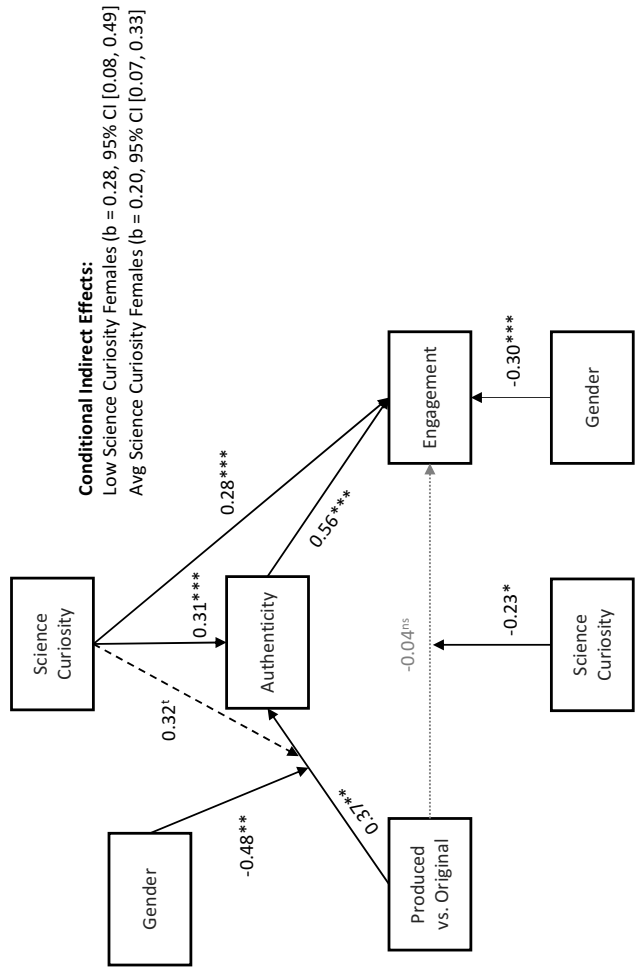 Science
Curiosity
Conditional Indirect Effects:
Low Science Curiosity Females (b = 0.28, 95% CI [0.08, 0.49]
Avg Science Curiosity Females (b = 0.20, 95% CI [0.07, 0.33]
Gender
0.32ᵗ
0.31***
0.28***
-0.48**
Authenticity
0.56***
0.37**
-0.04ⁿˢ
Produced
vs. Original
Engagement
-0.23*
-0.30***
Science
Curiosity
Gender